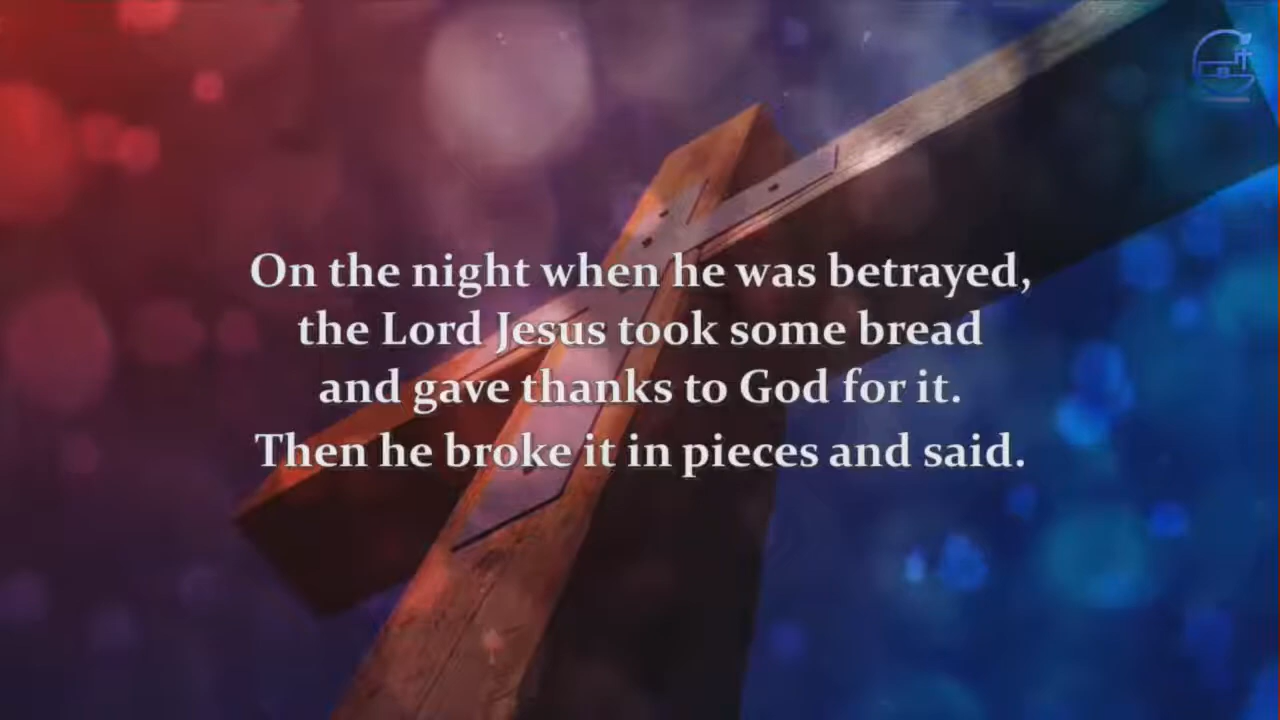 On the night when he was betrayed,
the Lord Jesus took some bread
and gave thanks to God for it.
Then he broke it in pieces and said.